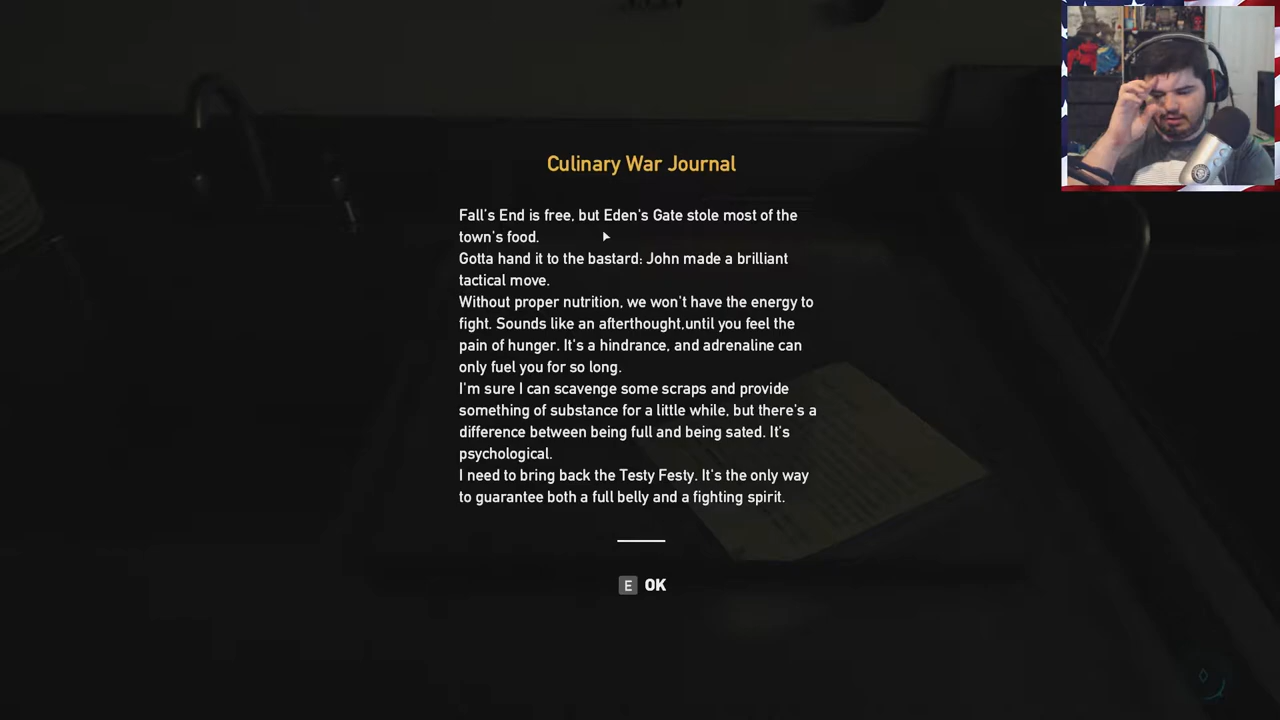 Culinary War Journal
Fall's End is free, but Eden's Gate stole most of the
town's food.
Gotta hand it to the bastard: John made a brilliant
tactical move.
Without proper nutrition, we won't have the energy to
fight. Sounds like an afterthought,until you feel the
pain of hunger. It's a hindrance, and adrenaline can
only fuel you for so long.
I'm sure I can scavenge some scraps and provide
something of substance for a little while, but there's a
difference between being full and being sated. It's
psychological.
I need to bring back the Testy Festy. It's the only way
to guarantee both a full belly and a fighting spirit.
E OK